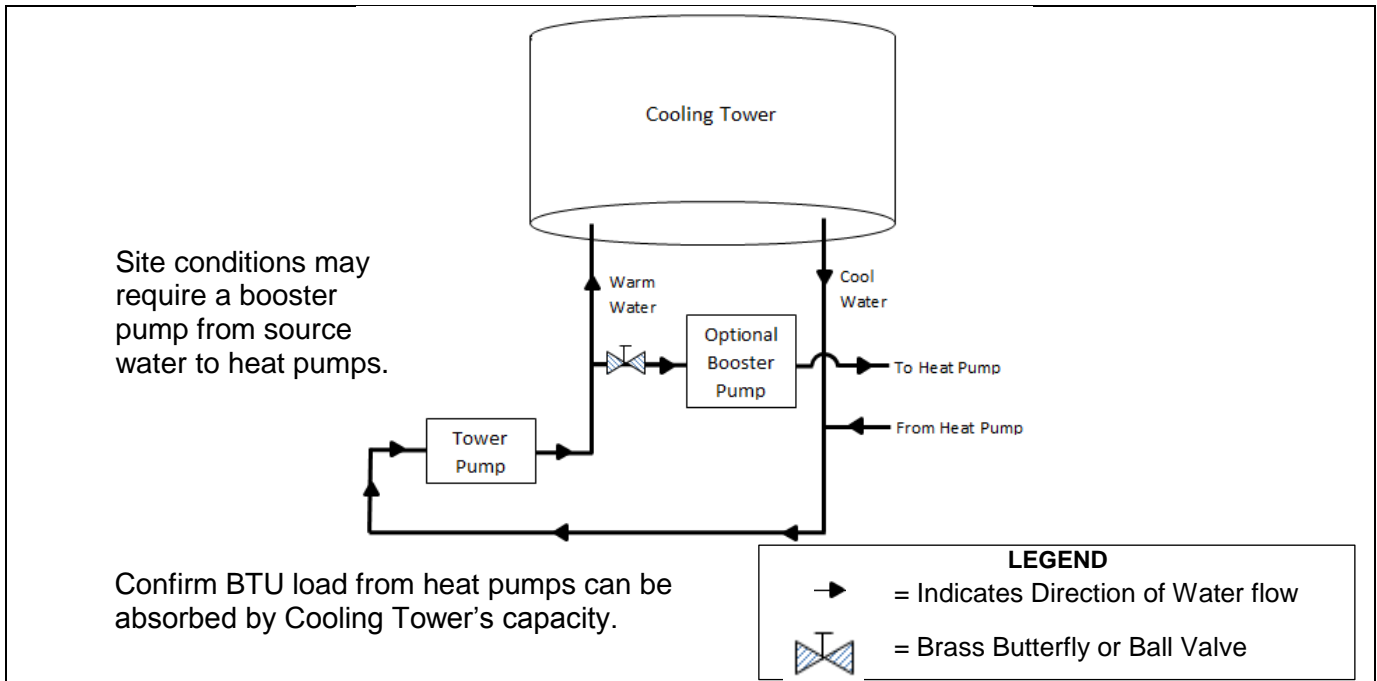 Cooling Tower
Site conditions may
require a booster
pump from source
water to heat pumps.
Warm
Water
Cool
Water
Optional
Booster
Pump
To Heat Pump
From Heat Pump
Tower
Pump
Confirm BTU load from heat pumps can be
absorbed by Cooling Tower’s capacity.
LEGEND
= Indicates Direction of Water flow
= Brass Butterfly or Ball Valve